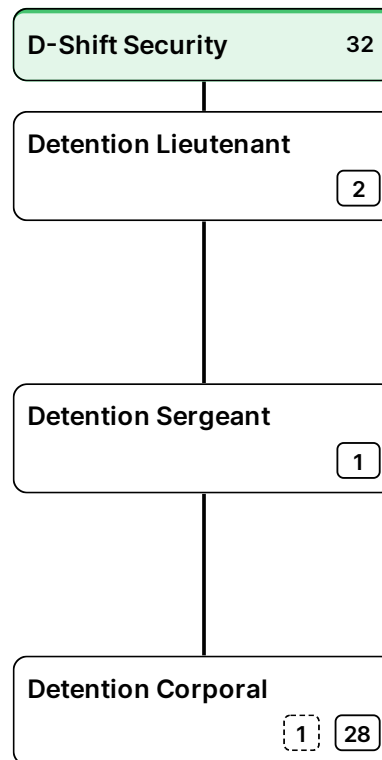 D-Shift Security 32
Detention Lieutenant
2
Detention Sergeant
1
Detention Corporal
1 28